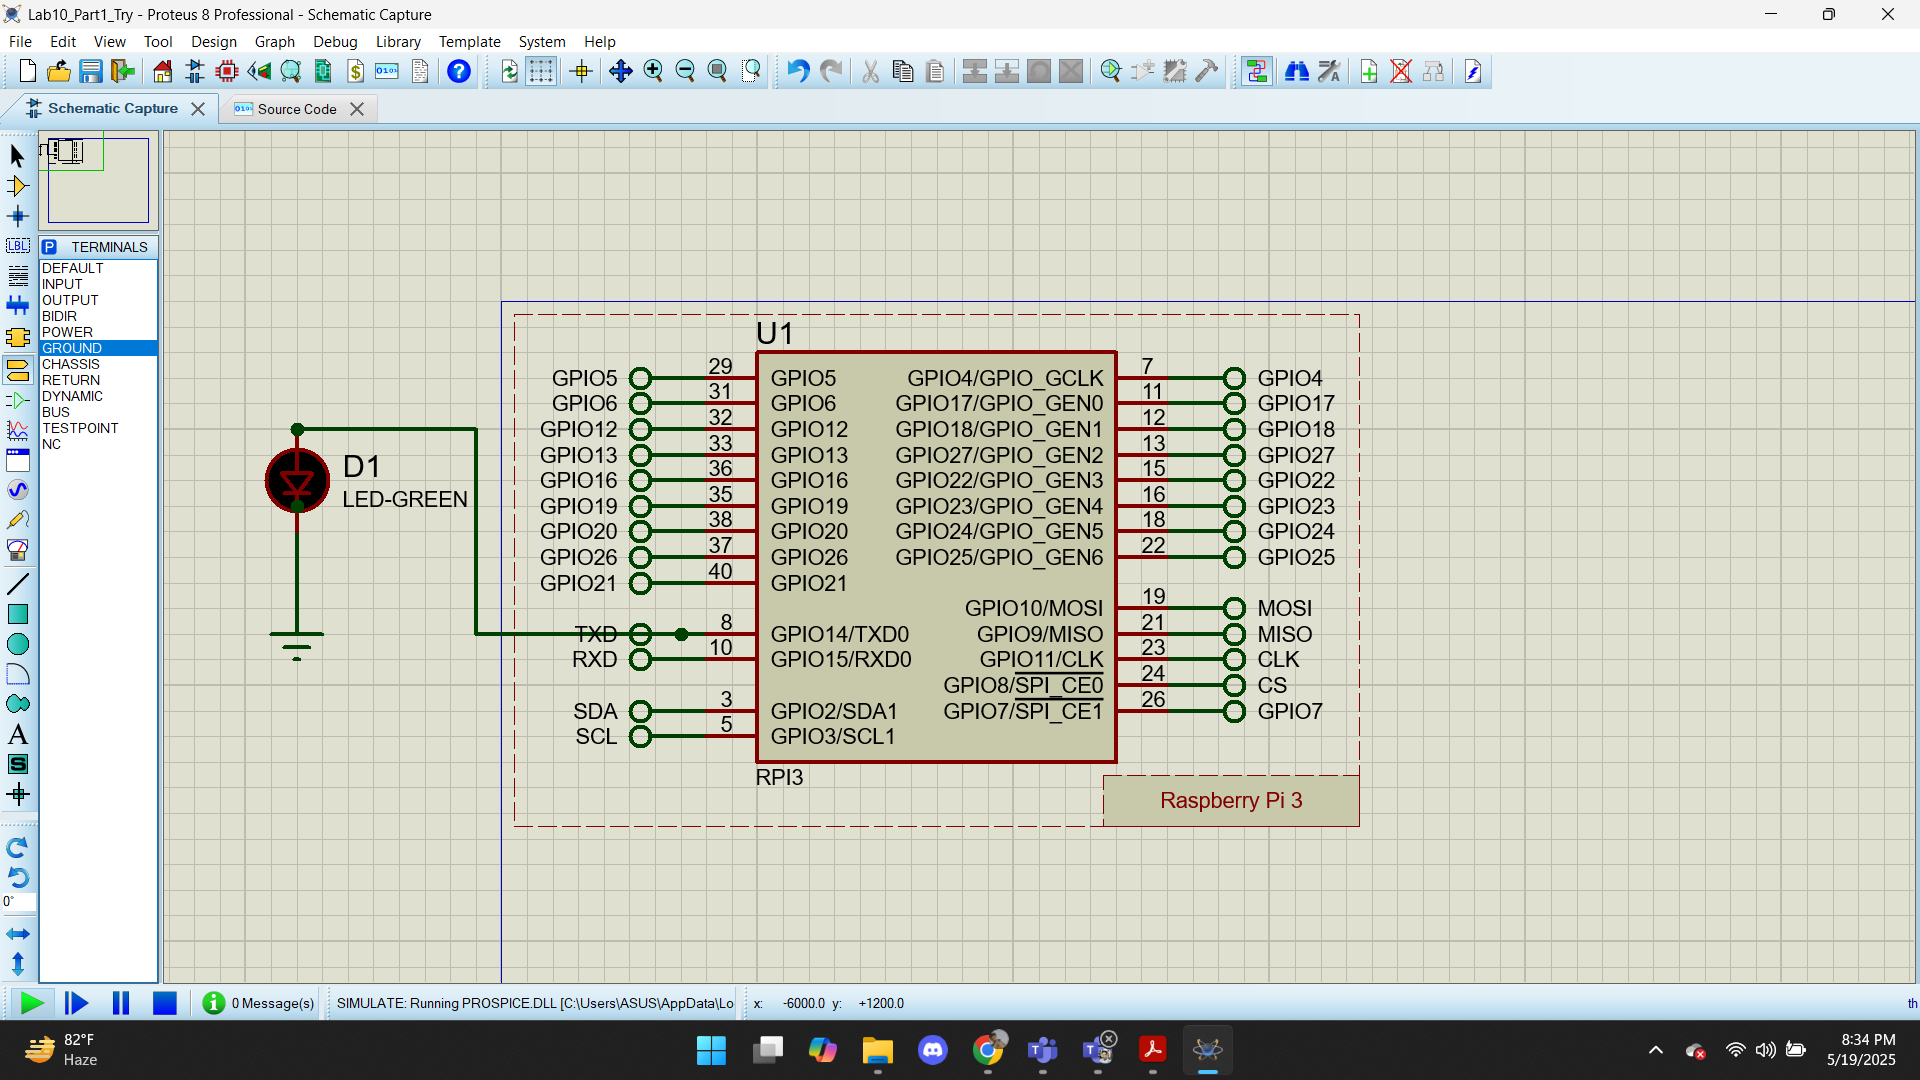 Lab10_Part1_Try - Proteus 8 Professional - Schematic Capture
File Edit View Tool Design Graph Debug Library Template System Help
Schematic Capture
Source Code
LBL
P TERMINALS
DEFAULT
INPUT
OUTPUT
BIDIR
POWER
GROUND
CHASSIS
RETURN
DYNAMIC
BUS
TESTPOINT
NC
A
S
0°
D1
LED-GREEN
U1
GPIO5 29 GPIO5 GPIO4/GPIO_GCLK 7 GPIO4
GPIO6 31 GPIO6 GPIO17/GPIO_GEN0 11 GPIO17
GPIO12 32 GPIO12 GPIO18/GPIO_GEN1 12 GPIO18
GPIO13 33 GPIO13 GPIO27/GPIO_GEN2 13 GPIO27
GPIO16 36 GPIO16 GPIO22/GPIO_GEN3 15 GPIO22
GPIO19 35 GPIO19 GPIO23/GPIO_GEN4 16 GPIO23
GPIO20 38 GPIO20 GPIO24/GPIO_GEN5 18 GPIO24
GPIO26 37 GPIO26 GPIO25/GPIO_GEN6 22 GPIO25
GPIO21 40 GPIO21
GPIO10/MOSI 19 MOSI
TXD 8 GPIO14/TXD0 GPIO9/MISO 21 MISO
RXD 10 GPIO15/RXD0 GPIO11/CLK 23 CLK
GPIO8/SPI_CE0 24 CS
SDA 3 GPIO2/SDA1 GPIO7/SPI_CE1 26 GPIO7
SCL 5 GPIO3/SCL1
RPI3
Raspberry Pi 3
0 Message(s)
SIMULATE: Running PROSPICE.DLL [C:\Users\ASUS\AppData\Lo
x: -6000.0 y: +1200.0
th
82°F
Haze
8:34 PM
5/19/2025